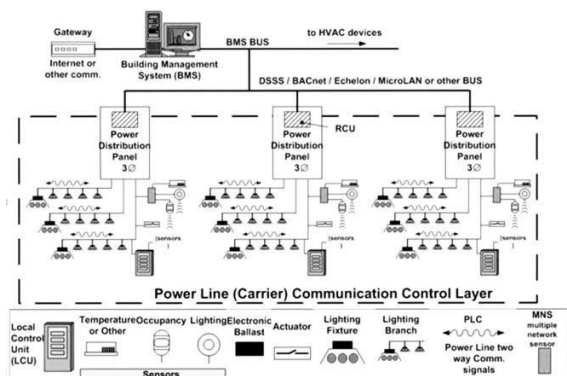 Gateway
Internet or
other comm.
Building Management
System (BMS)
BMS BUS
to HVAC devices
DSSS / BACnet / Echelon / MicroLAN or other BUS
Power
Distribution
Panel
3∅
Power
Distribution
Panel
3∅
RCU
Power
Distribution
Panel
3∅
(sensors
)
(sensors
)
(sensors
)
Power Line (Carrier) Communication Control Layer
Local
Control
Unit
(LCU)
Temperature
or Other
Occupancy
Lighting
Sensors
Electronic
Ballast
Actuator
Lighting
Fixture
Lighting
Branch
PLC
Power Line two
way Comm.
signals
MNS
multiple
network
sensor